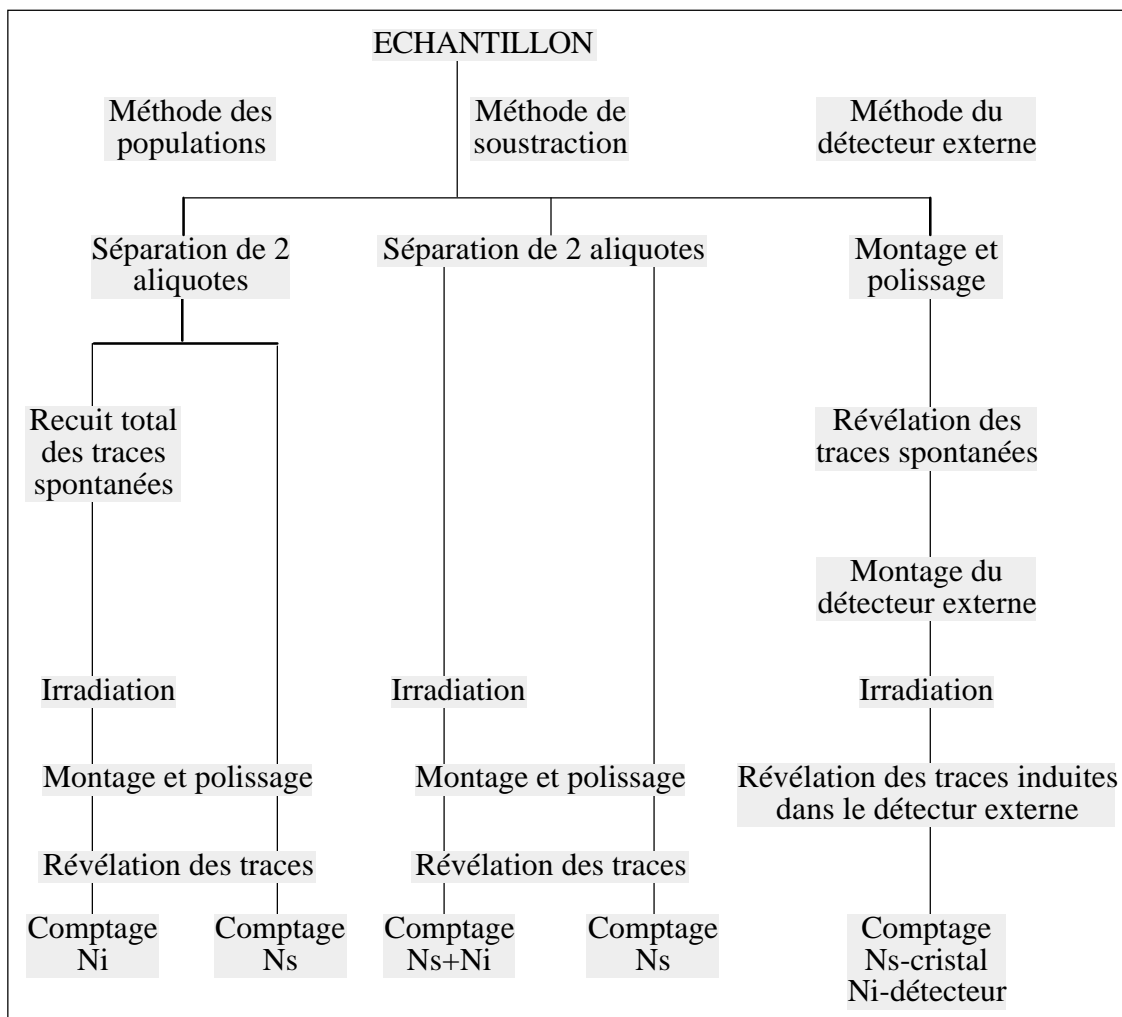 ECHANTILLON
Méthode des
populations
Méthode de
soustraction
Méthode du
détecteur externe
Séparation de 2
aliquotes
Séparation de 2 aliquotes
Montage et
polissage
Recuit total
des traces
spontanées
Révélation des
traces spontanées
Montage du
détecteur externe
Irradiation
Irradiation
Irradiation
Montage et polissage
Montage et polissage
Révélation des traces induites
dans le détectur externe
Révélation des traces
Révélation des traces
Comptage
Ni
Comptage
Ns
Comptage
Ns+Ni
Comptage
Ns
Comptage
Ns-cristal
Ni-détecteur